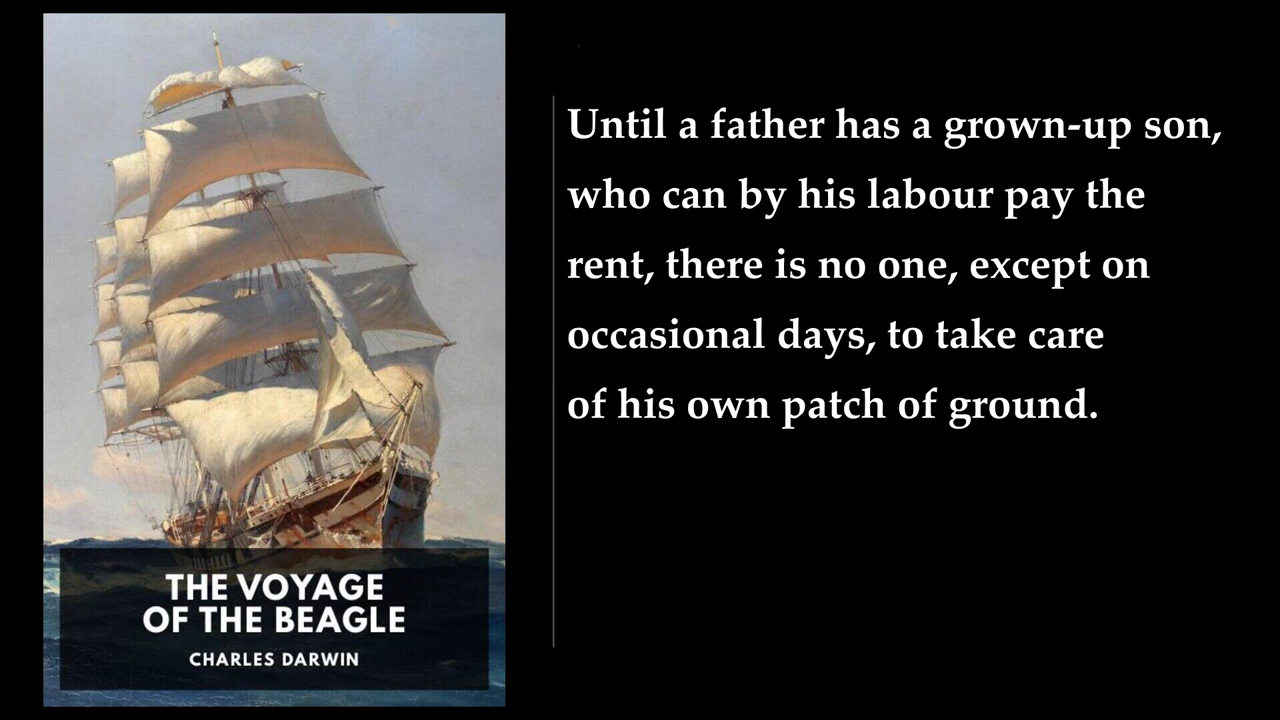 THE VOYAGE
OF THE BEAGLE
CHARLES DARWIN
Until a father has a grown-up son,
who can by his labour pay the
rent, there is no one, except on
occasional days, to take care
of his own patch of ground.